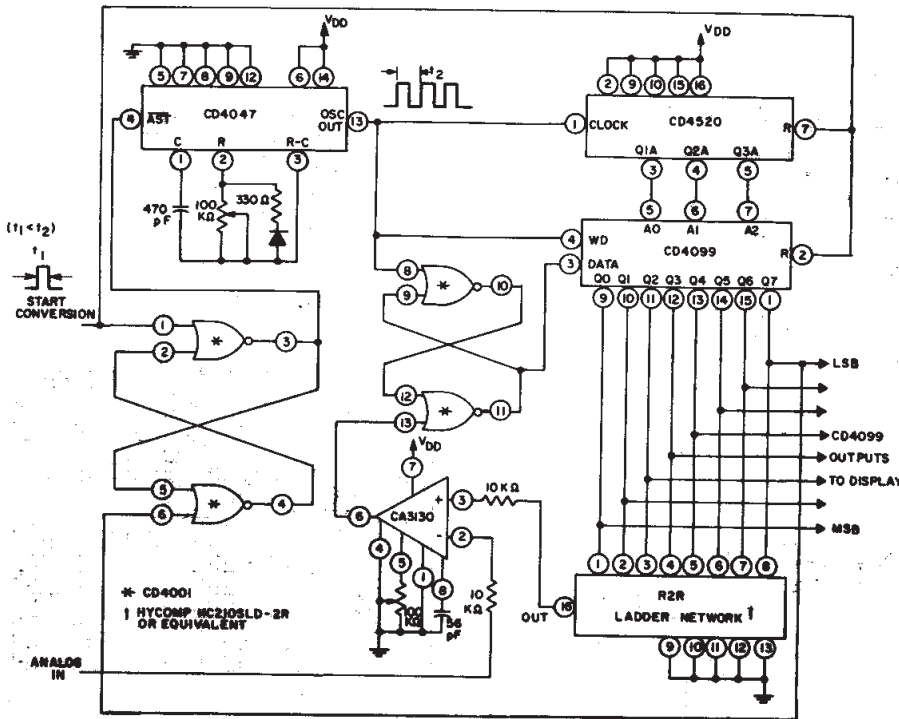 VDD
5 7 8 9 12
6 14
t2
CD4047
4 AST
OSC OUT 13
C R R-C
1 2 3
470 pF
100 KΩ
330 Ω
VDD
2 9 10 15 16
CD4520
1 CLOCK
R 7
Q1A Q2A Q3A
3 4 5
5 6 7
A0 A1 A2
4 WD
CD4099
3 DATA
R 2
Q0 Q1 Q2 Q3 Q4 Q5 Q6 Q7
9 10 11 12 13 14 15 1
(t1<t2)
t1
START CONVERSION
1
2
* 3
5
6
* 4
8
9
* 10
12
13
* 11
LSB
CD4099
OUTPUTS
TO DISPLAY
MSB
VDD
7
6 CA3130
+ 3
10 KΩ
- 2
4 5 1 8
100 KΩ
56 pF
10 KΩ
1 2 3 4 5 6 7 8
R2R
OUT 16 LADDER NETWORK †
9 10 11 12 13
* CD4001
† HYCOMP HC210SLD-2R
OR EQUIVALENT
ANALOG IN